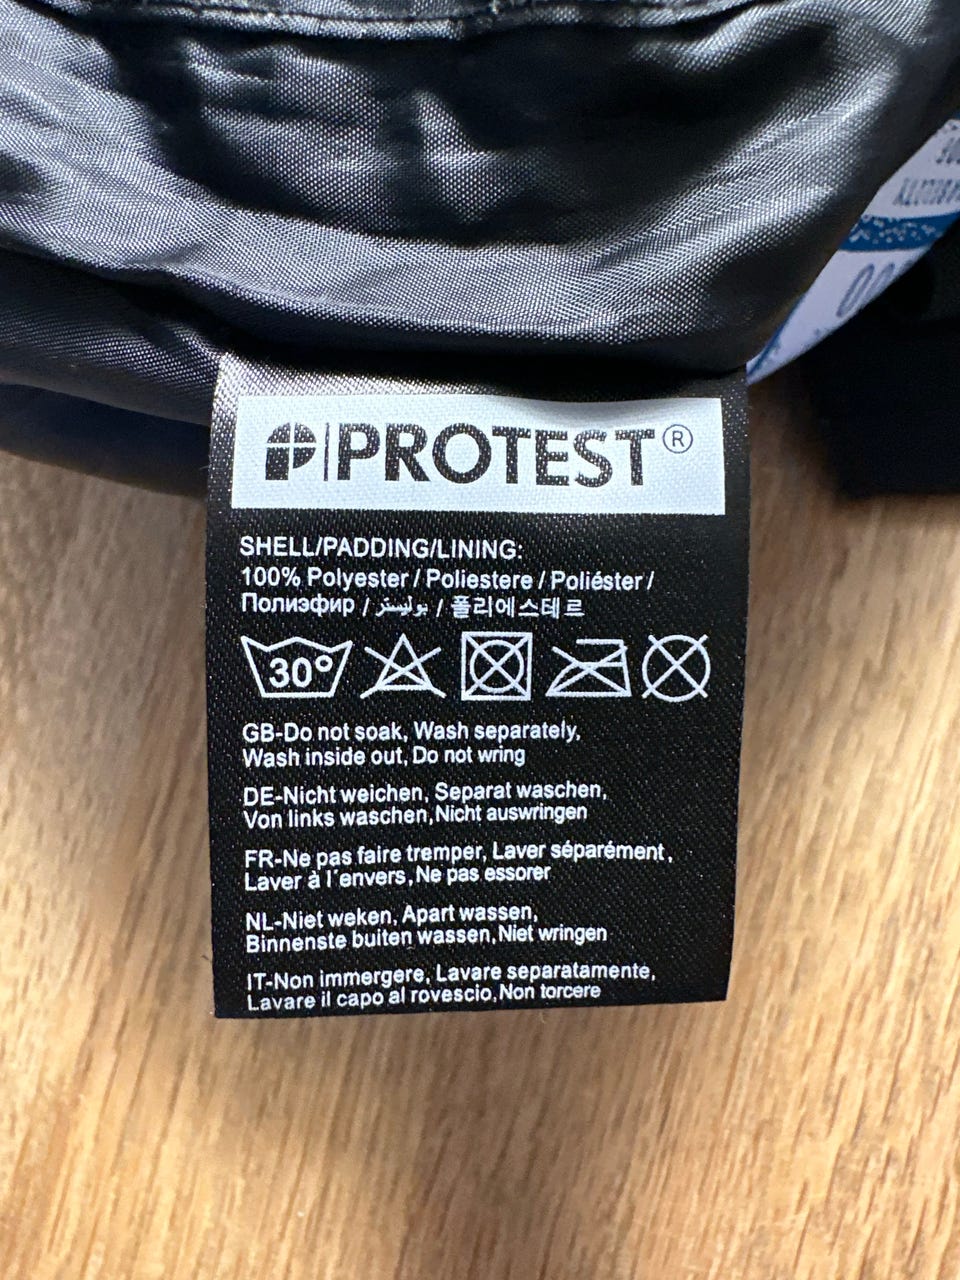 PROTEST®
SHELL/PADDING/LINING:
100% Polyester / Poliestere / Poliéster /
Полиэфир / بوليستر / 폴리에스테르
30°
GB-Do not soak, Wash separately,
Wash inside out, Do not wring
DE-Nicht weichen, Separat waschen,
Von links waschen,Nicht auswringen
FR-Ne pas faire tremper, Laver séparément,
Laver à l'envers,Ne pas essorer
NL-Niet weken, Apart wassen,
Binnenste buiten wassen,Niet wringen
IT-Non immergere, Lavare separatamente,
Lavare il capo al rovescio,Non torcere